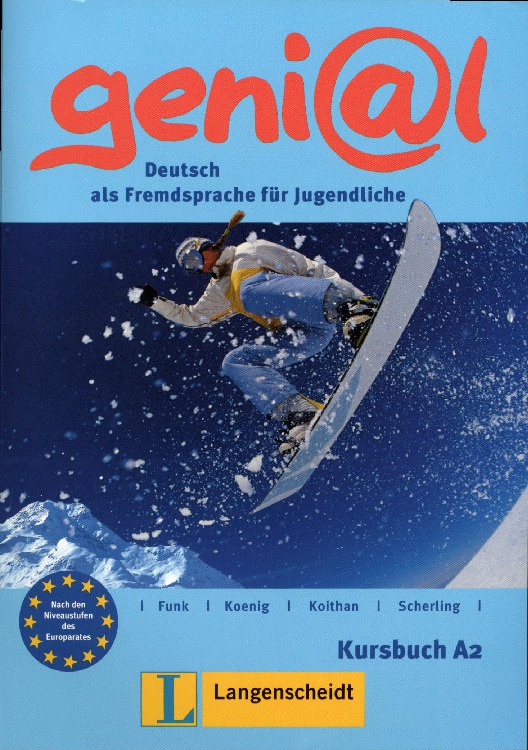 geni@l
Deutsch
als Fremdsprache für Jugendliche
Nach den
Niveaustufen
des
Europarates
| Funk | Koenig | Koithan | Scherling |
Kursbuch A2
L
Langenscheidt